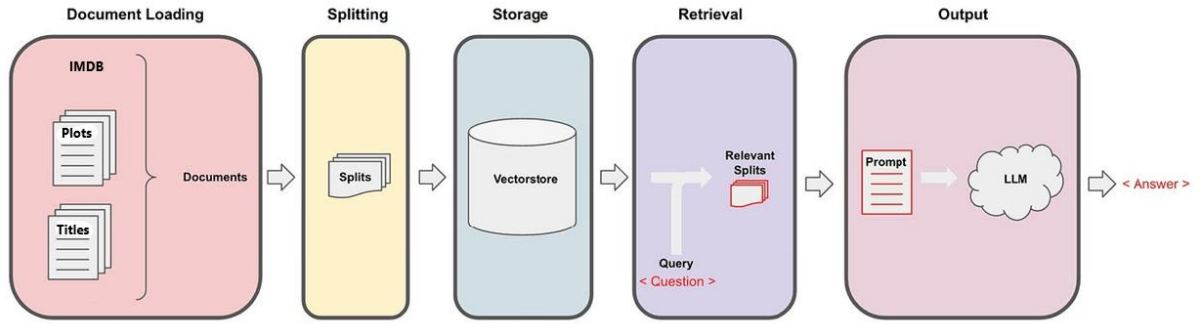 Document Loading
Splitting
Storage
Retrieval
Output
IMDB
Plots
Titles
Documents
Splits
Vectorstore
Relevant
Splits
Query
< Question >
Prompt
LLM
< Answer >